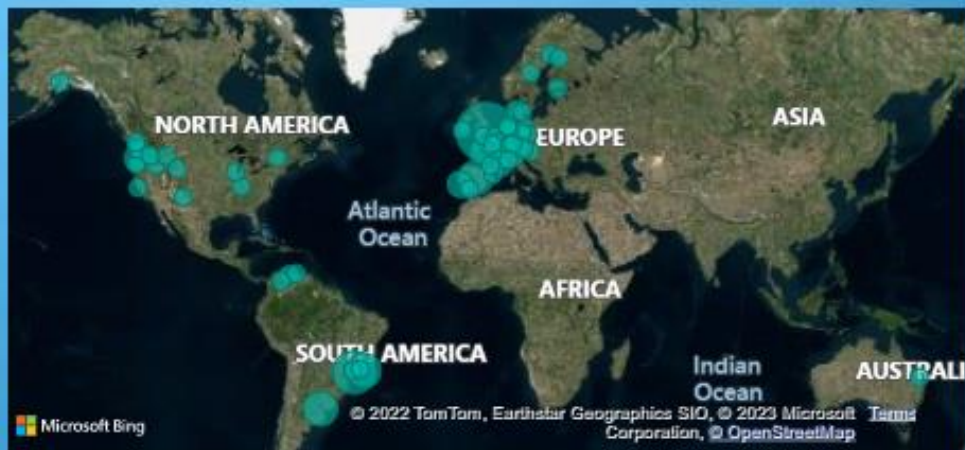 NORTH AMERICA
EUROPE
ASIA
Atlantic
Ocean
AFRICA
SOUTH AMERICA
Indian
Ocean
AUSTRALI
Microsoft Bing
© 2022 TomTom, Earthstar Geographics SIO, © 2023 Microsoft Terms
Corporation, © OpenStreetMap